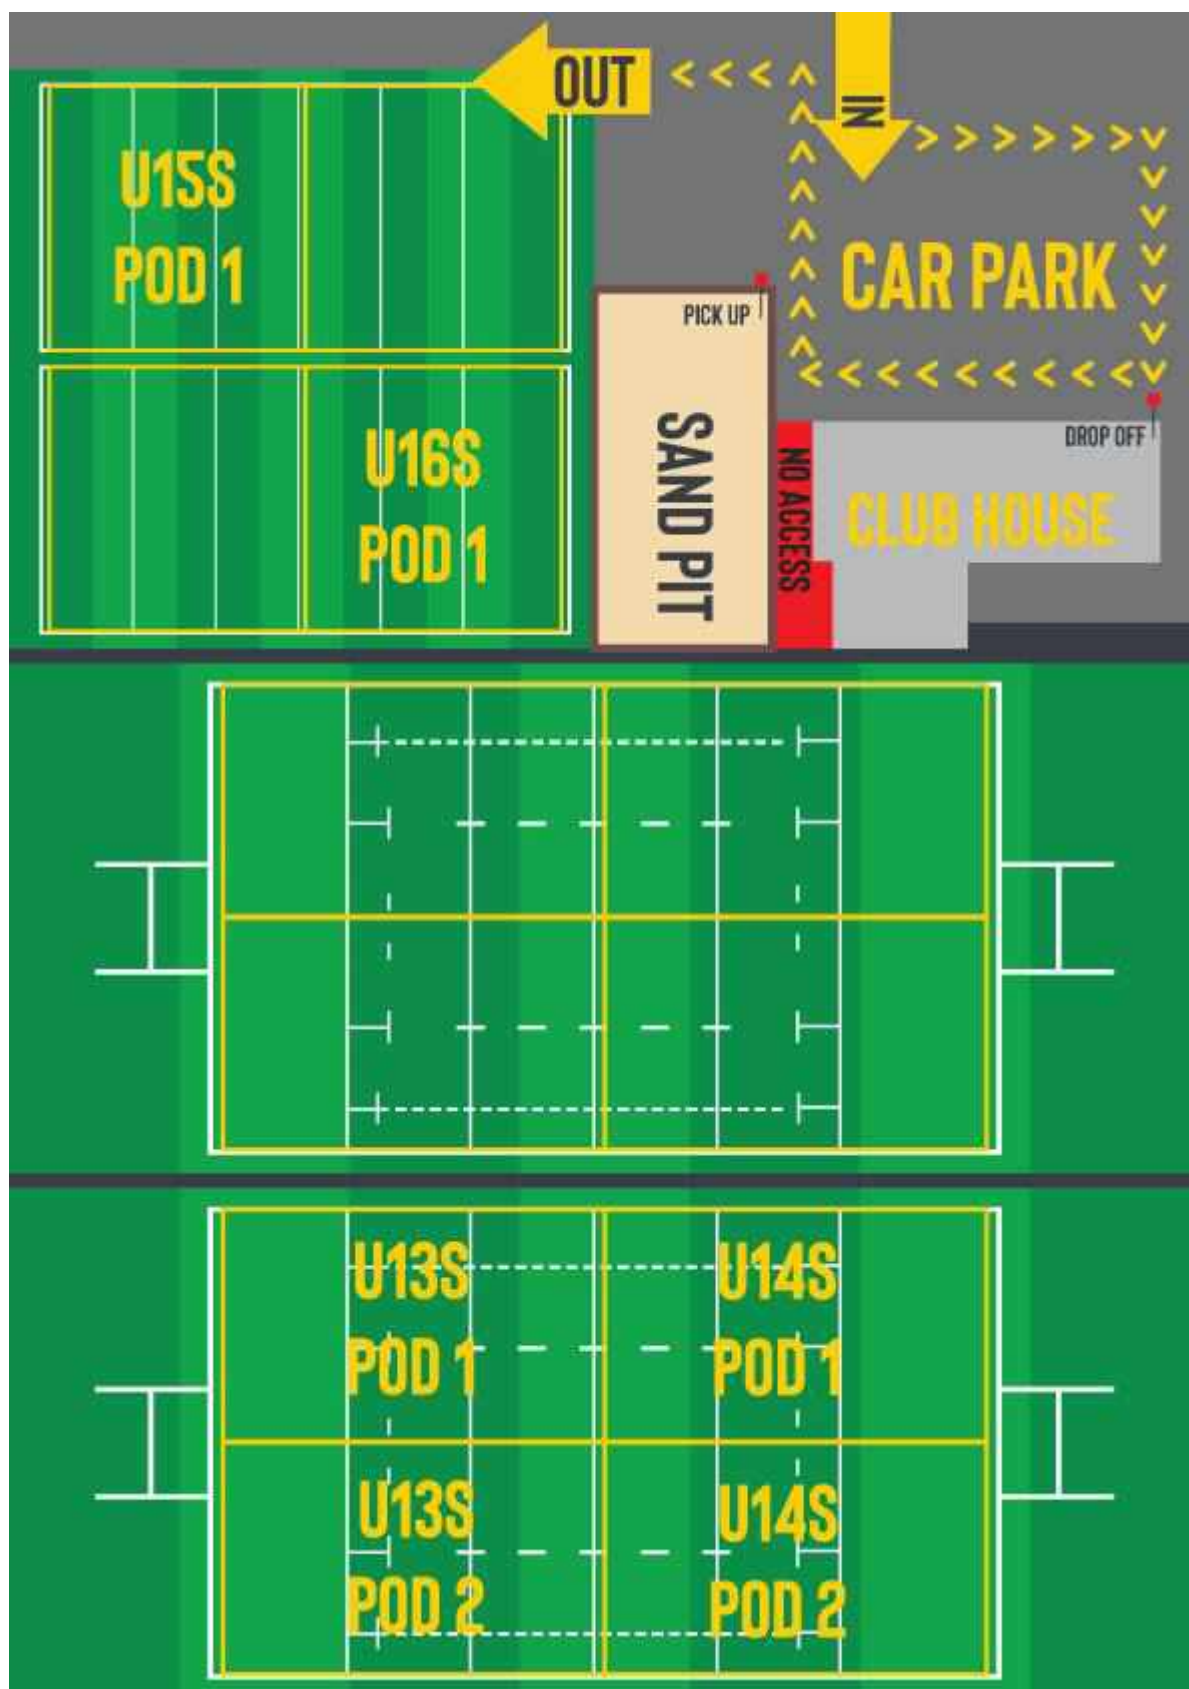 OUT
IN
U15S
POD 1
CAR PARK
PICK UP
U16S
POD 1
SAND PIT
NO ACCESS
DROP OFF
CLUB HOUSE
U13S
POD 1
U14S
POD 1
U13S
POD 2
U14S
POD 2